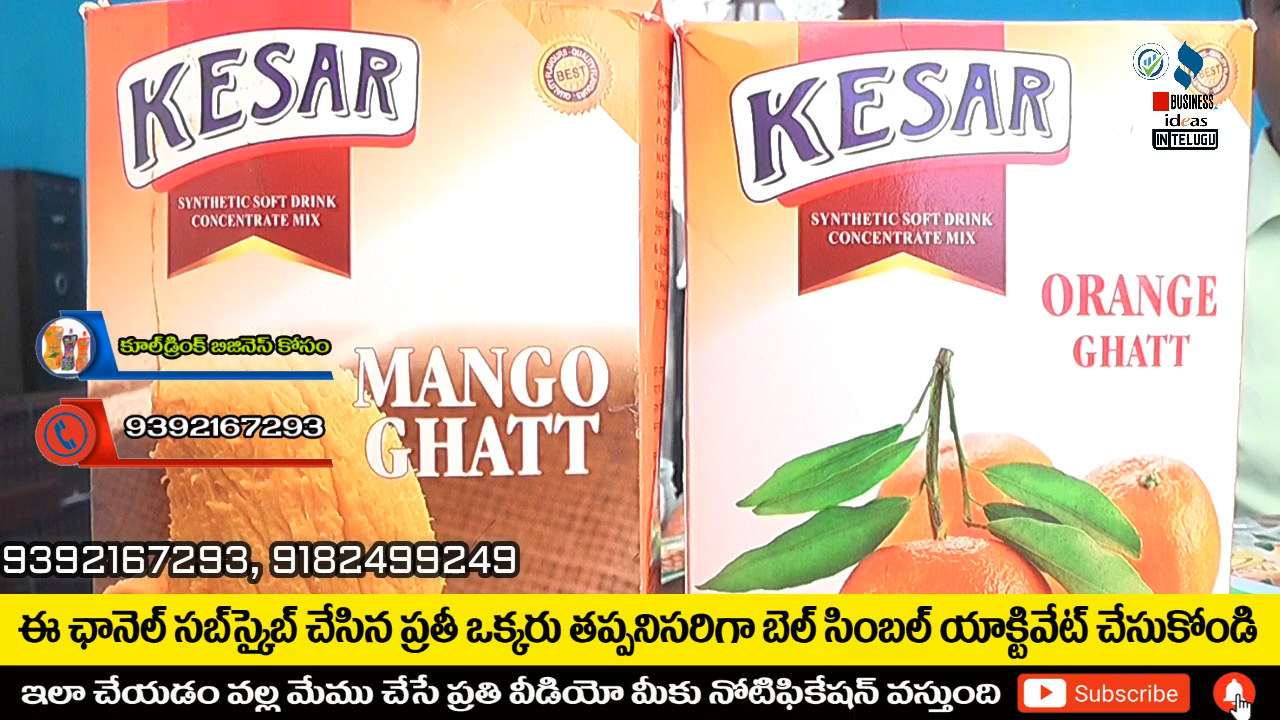 KESAR
BEST
SYNTHETIC SOFT DRINK
CONCENTRATE MIX
MANGO
GHATT
KESAR
BEST
SYNTHETIC SOFT DRINK
CONCENTRATE MIX
ORANGE
GHATT
BUSINESS
ideas
IN TELUGU
కూల్‌డ్రింక్ బిజినెస్ కోసం
9392167293
9392167293, 9182499249
ఈ ఛానెల్ సబ్‌స్క్రైబ్ చేసిన ప్రతీ ఒక్కరు తప్పనిసరిగా బెల్ సింబల్ యాక్టివేట్ చేసుకోండి
ఇలా చేయడం వల్ల మేము చేసే ప్రతి వీడియో మీకు నోటిఫికేషన్ వస్తుంది
Subscribe